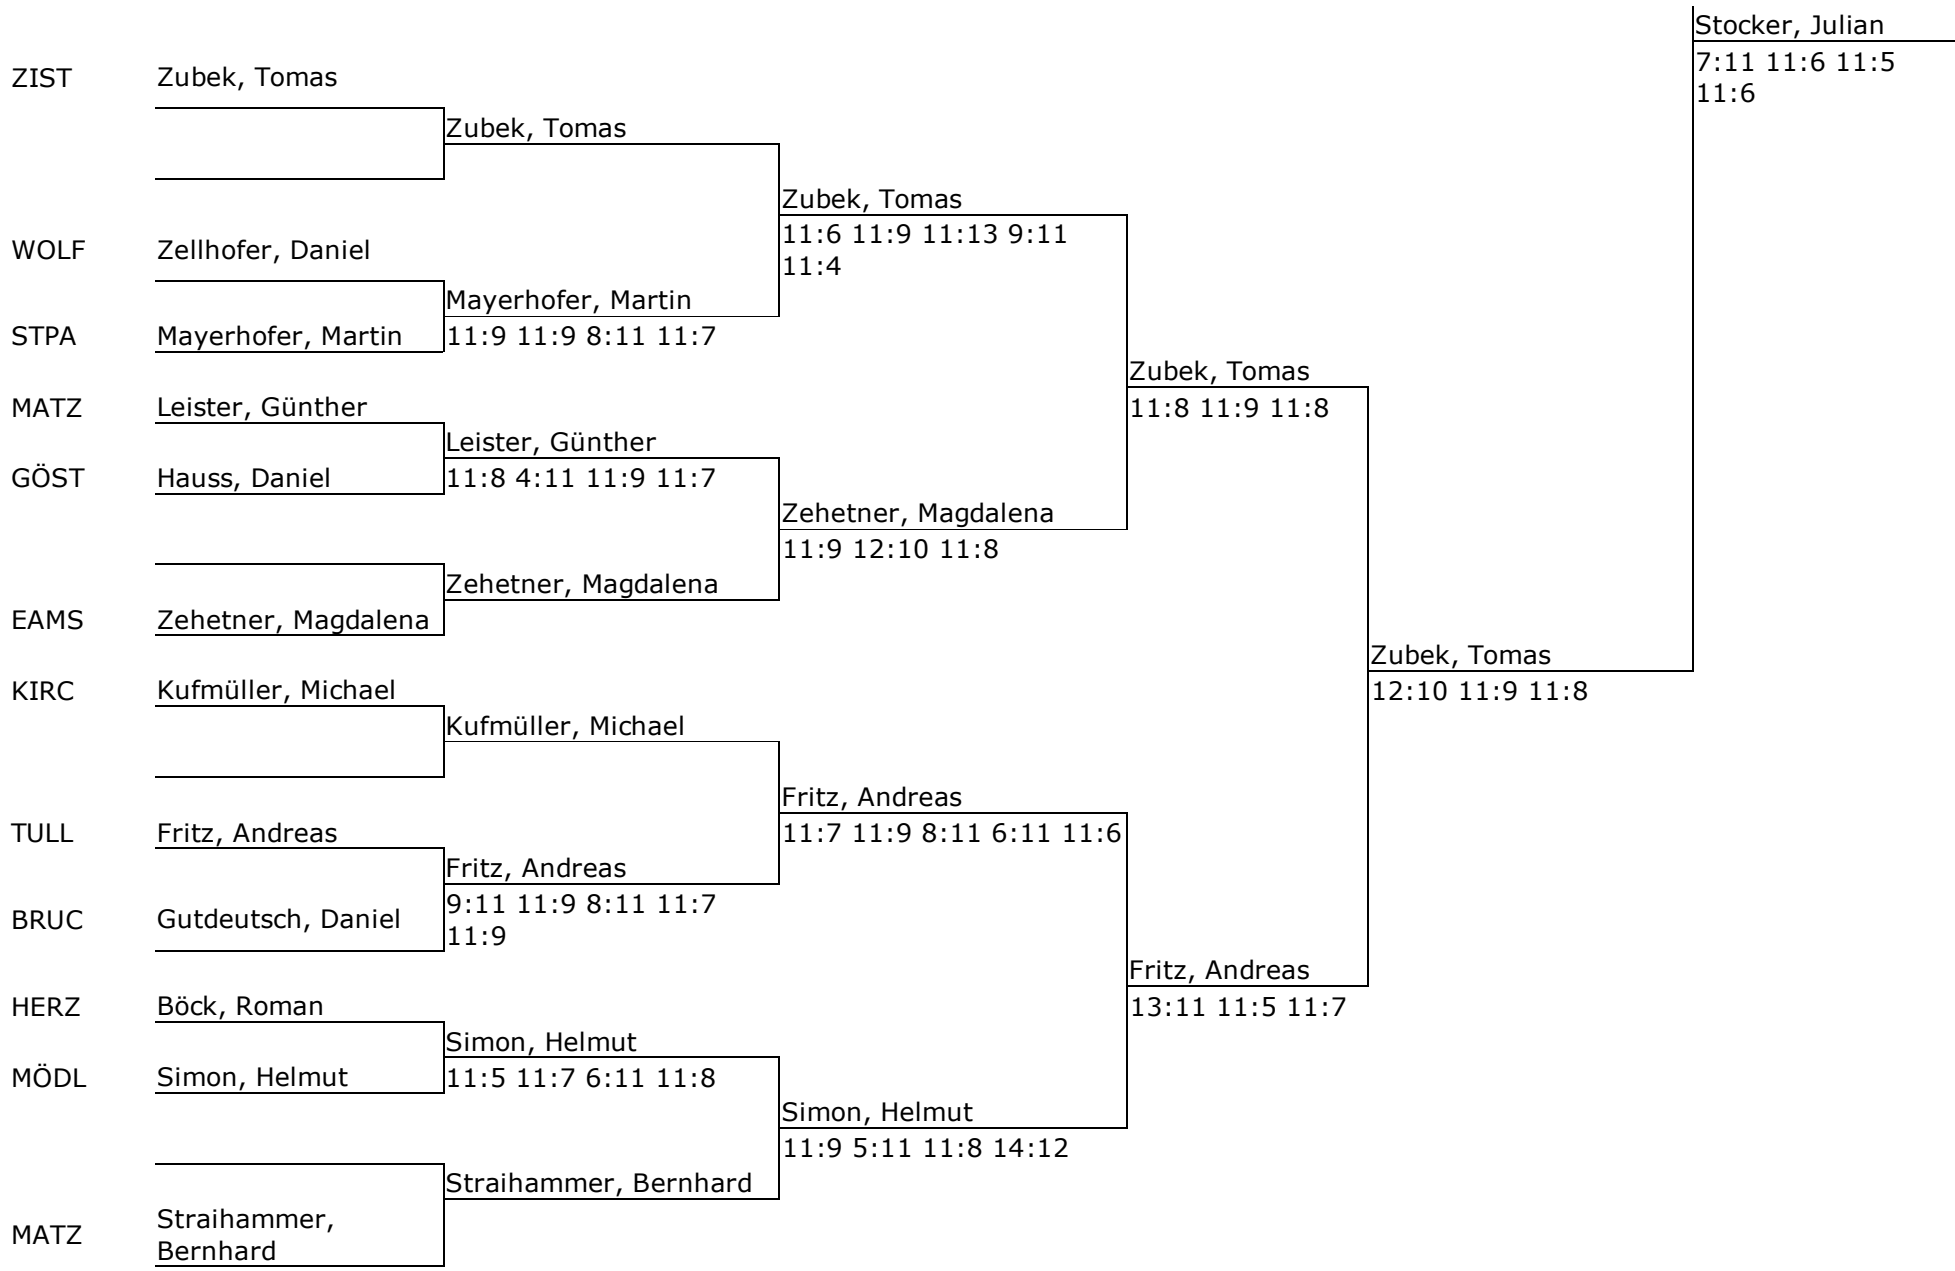 Stocker, Julian
7:11 11:6 11:5
11:6
ZIST Zubek, Tomas
Zubek, Tomas
Zubek, Tomas
11:6 11:9 11:13 9:11
11:4
WOLF Zellhofer, Daniel
Mayerhofer, Martin
STPA Mayerhofer, Martin 11:9 11:9 8:11 11:7
Zubek, Tomas
MATZ Leister, Günther 11:8 11:9 11:8
Leister, Günther
GÖST Hauss, Daniel 11:8 4:11 11:9 11:7
Zehetner, Magdalena
11:9 12:10 11:8
Zehetner, Magdalena
EAMS Zehetner, Magdalena
Zubek, Tomas
KIRC Kufmüller, Michael 12:10 11:9 11:8
Kufmüller, Michael
Fritz, Andreas
TULL Fritz, Andreas 11:7 11:9 8:11 6:11 11:6
Fritz, Andreas
9:11 11:9 8:11 11:7
BRUC Gutdeutsch, Daniel
11:9
Fritz, Andreas
HERZ Böck, Roman 13:11 11:5 11:7
Simon, Helmut
MÖDL Simon, Helmut 11:5 11:7 6:11 11:8
Simon, Helmut
11:9 5:11 11:8 14:12
Straihammer, Bernhard
Straihammer,
MATZ
Bernhard